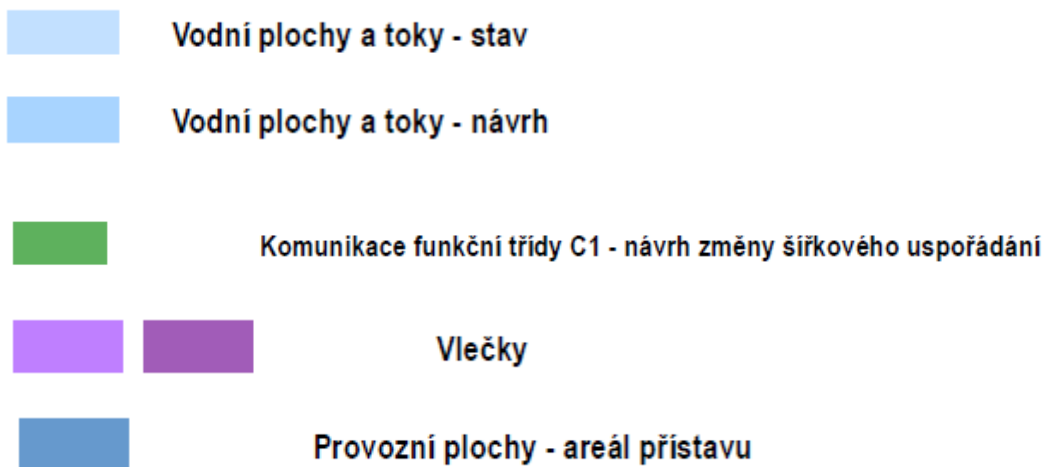 Vodní plochy a toky - stav
Vodní plochy a toky - návrh
Komunikace funkční třídy C1 - návrh změny šířkového uspořádání
Vlečky
Provozní plochy - areál přístavu